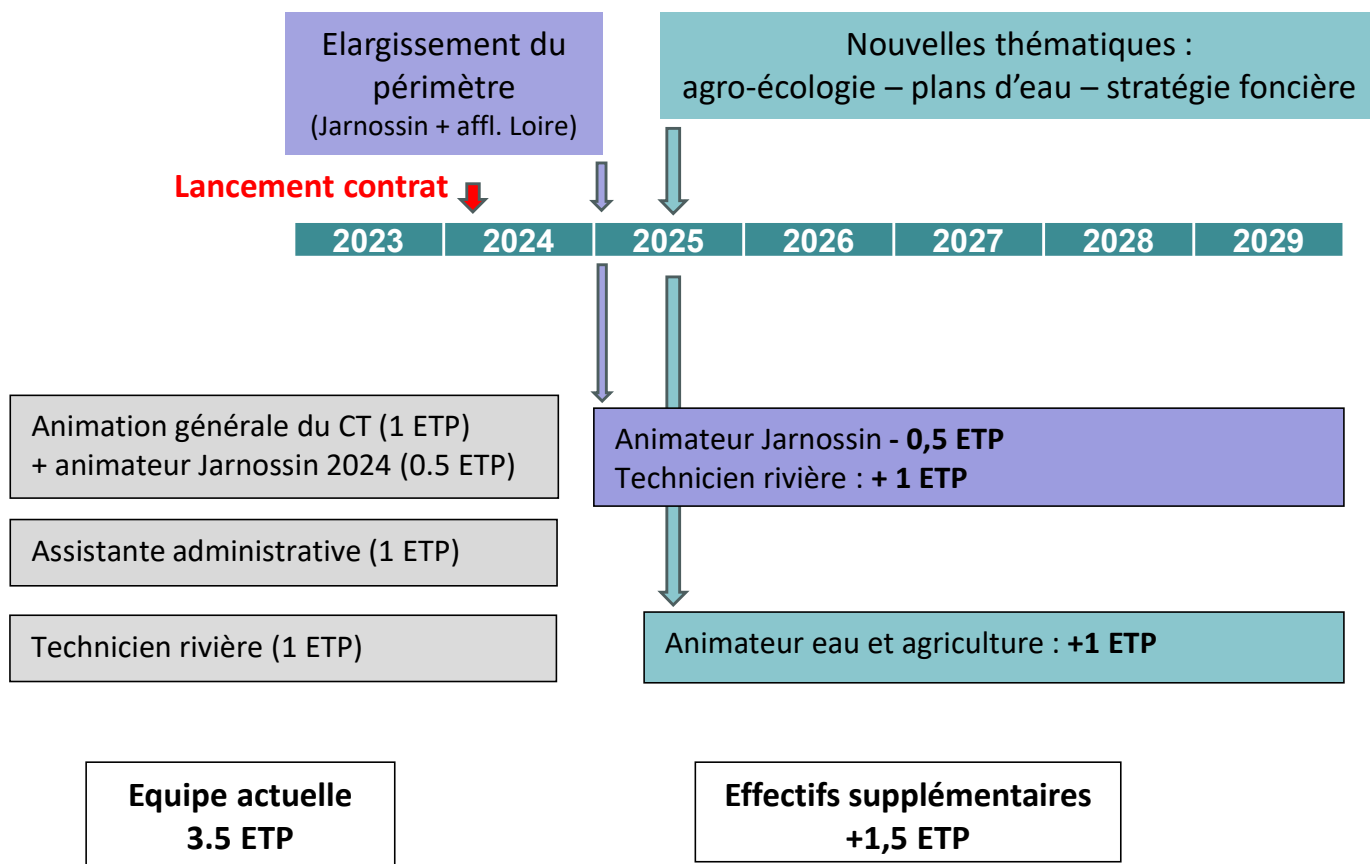 Elargissement du
périmètre
(Jarnossin + affl. Loire)
Nouvelles thématiques :
agro-écologie – plans d’eau – stratégie foncière
Lancement contrat
2023 2024 2025 2026 2027 2028 2029
Animation générale du CT (1 ETP)
+ animateur Jarnossin 2024 (0.5 ETP)
Animateur Jarnossin - 0,5 ETP
Technicien rivière : + 1 ETP
Assistante administrative (1 ETP)
Technicien rivière (1 ETP)
Animateur eau et agriculture : +1 ETP
Equipe actuelle
3.5 ETP
Effectifs supplémentaires
+1,5 ETP